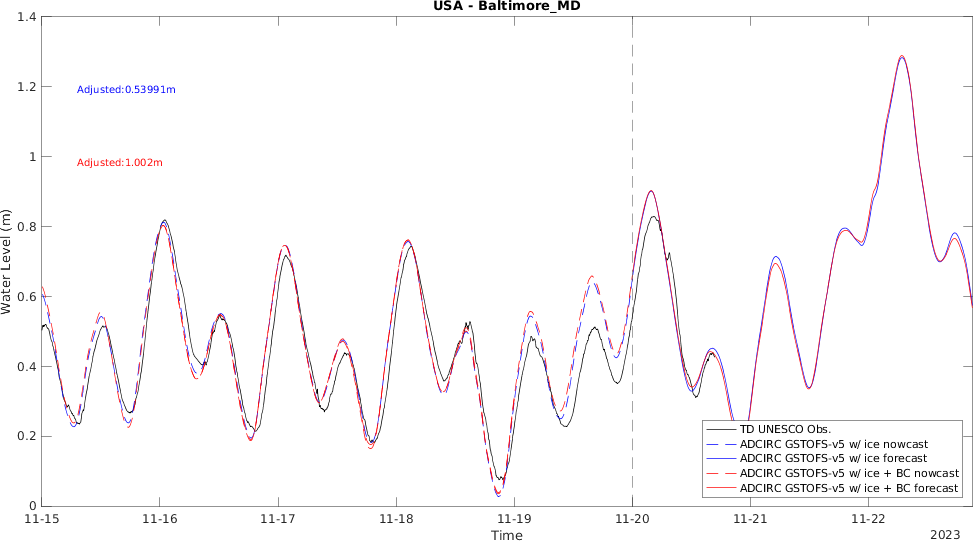 USA - Baltimore_MD
1.4
1.2
1
0.8
0.6
0.4
0.2
0
Water Level (m)
Adjusted:0.53991m
Adjusted:1.002m
TD UNESCO Obs.
ADCIRC GSTOFS-v5 w/ ice nowcast
ADCIRC GSTOFS-v5 w/ ice forecast
ADCIRC GSTOFS-v5 w/ ice + BC nowcast
ADCIRC GSTOFS-v5 w/ ice + BC forecast
11-15 11-16 11-17 11-18 11-19 11-20 11-21 11-22
Time
2023